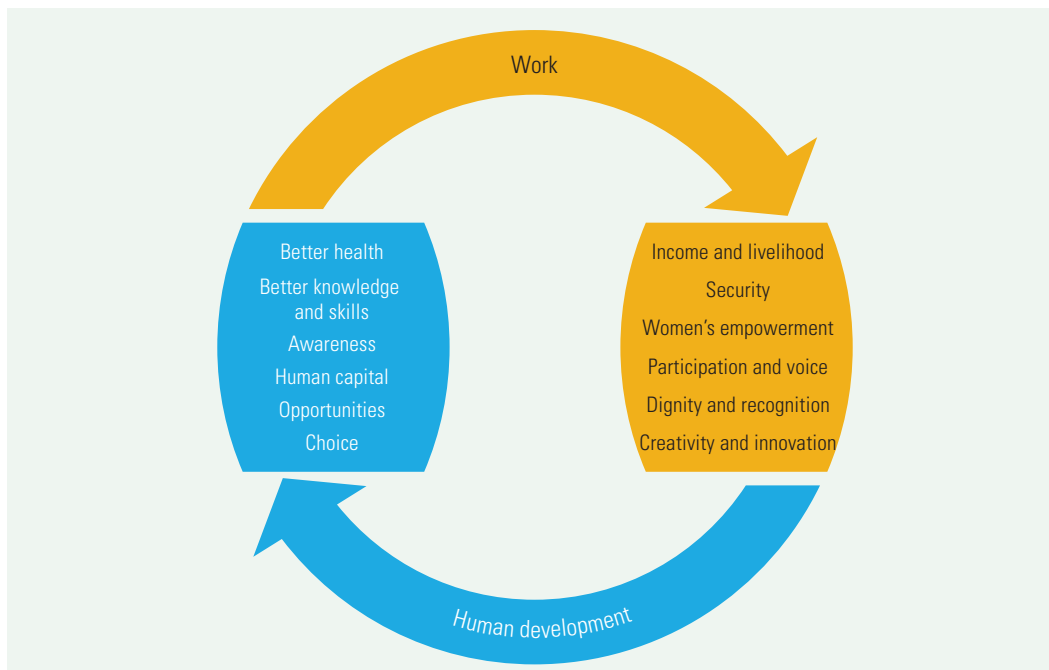 Work
Better health
Better knowledge
and skills
Awareness
Human capital
Opportunities
Choice
Income and livelihood
Security
Women’s empowerment
Participation and voice
Dignity and recognition
Creativity and innovation
Human development